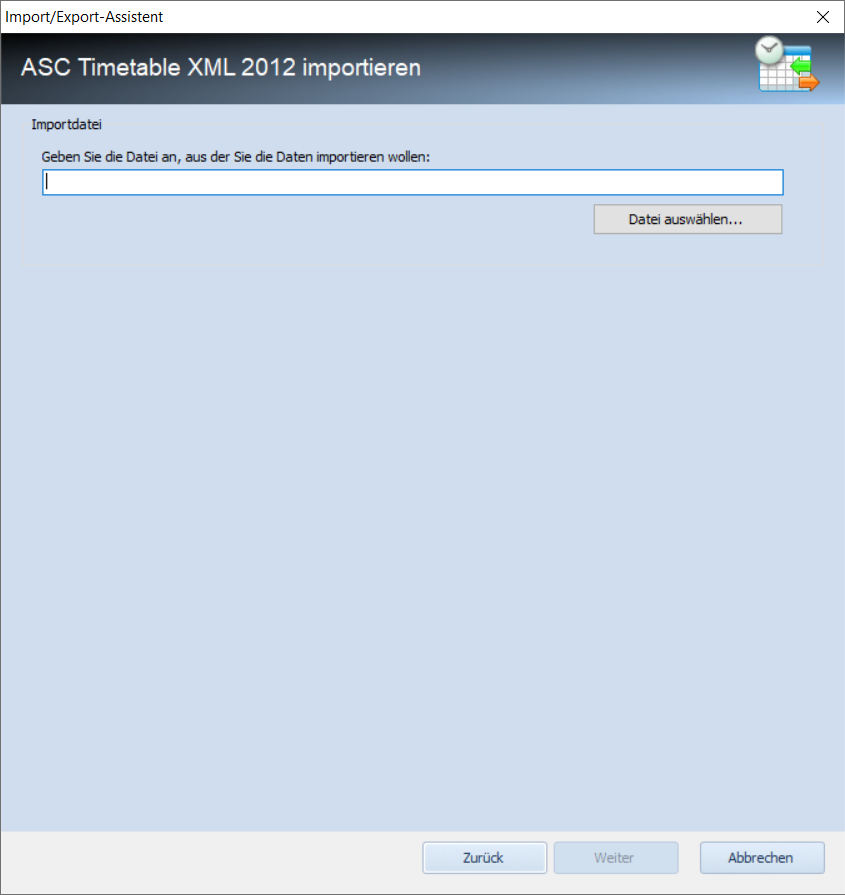 Import/Export-Assistent
ASC Timetable XML 2012 importieren
Importdatei
Geben Sie die Datei an, aus der Sie die Daten importieren wollen:
Datei auswählen...
Zurück
Weiter
Abbrechen